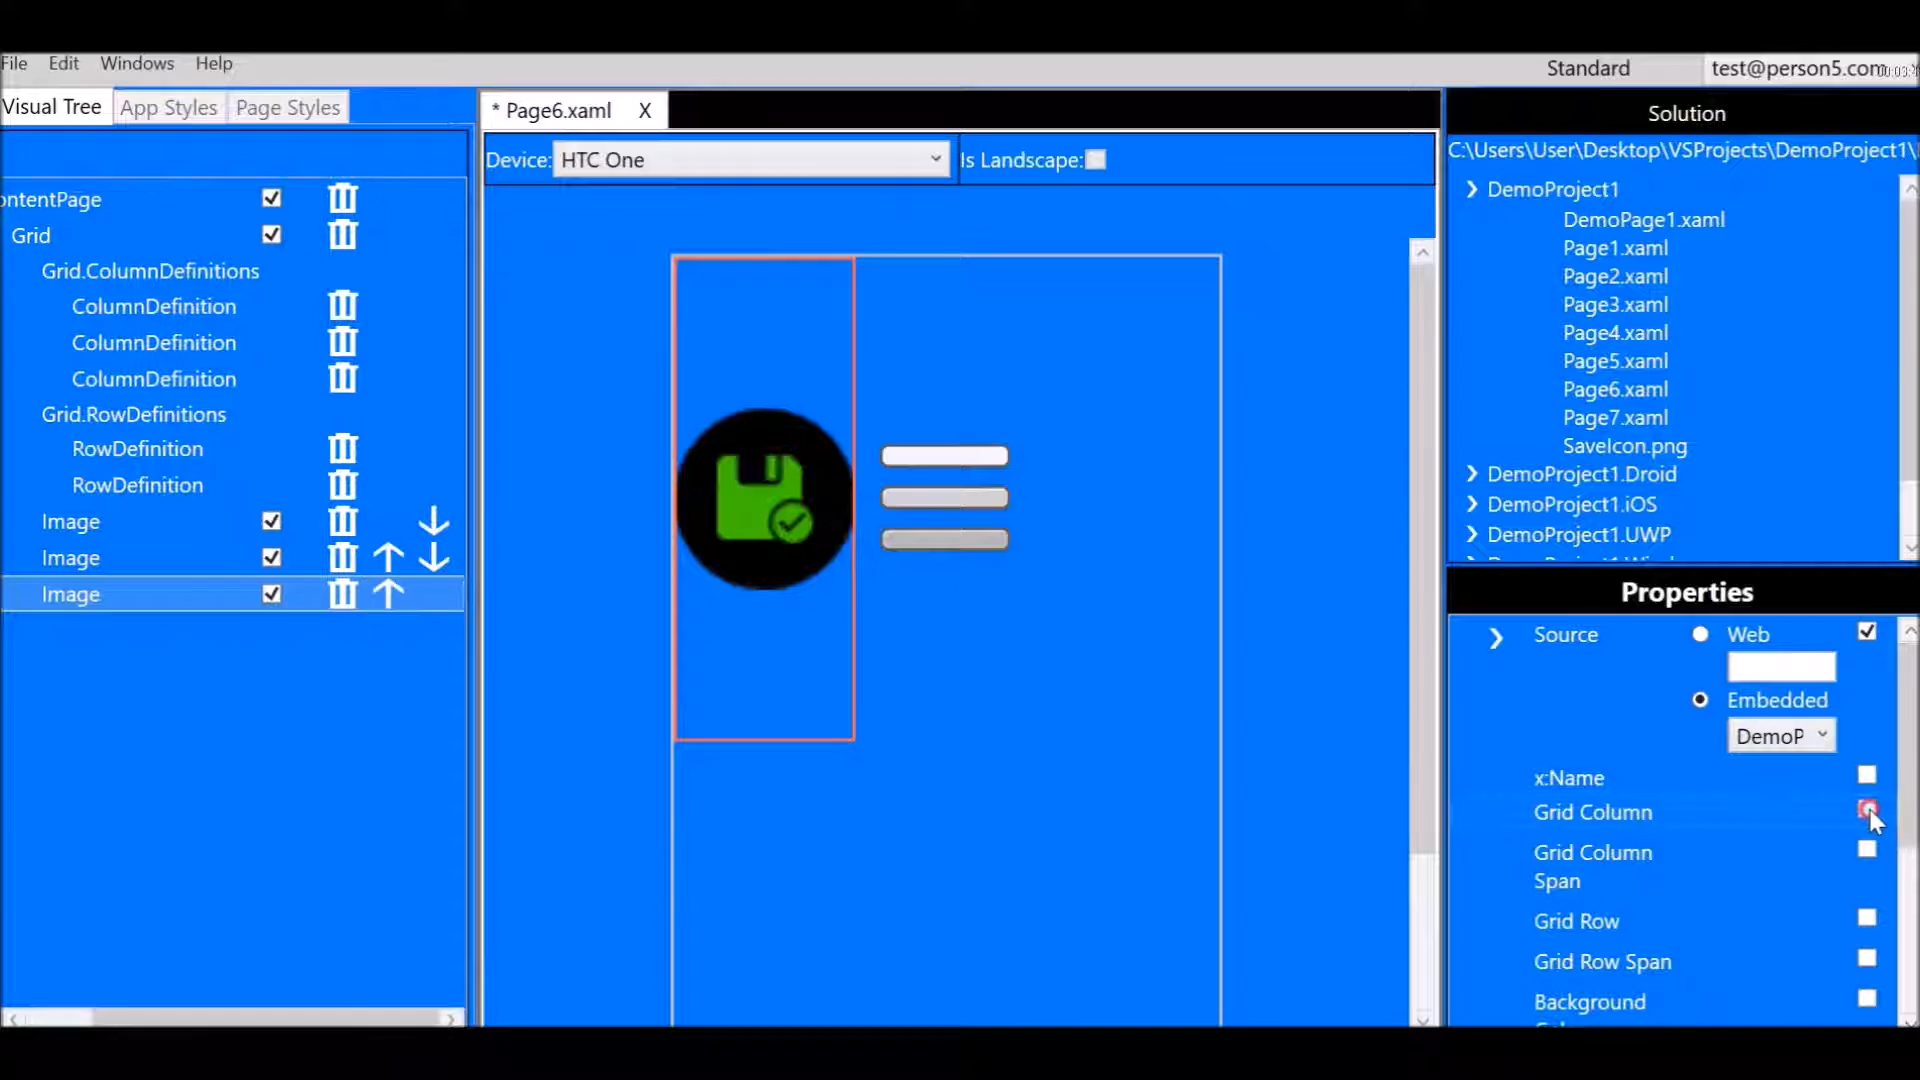 File Edit Windows Help
Standard
test@person5.com
Visual Tree App Styles Page Styles
* Page6.xaml X
Solution
Device: HTC One
Is Landscape:
C:\Users\User\Desktop\VSProjects\DemoProject1\
ontentPage
Grid
Grid.ColumnDefinitions
ColumnDefinition
ColumnDefinition
ColumnDefinition
Grid.RowDefinitions
RowDefinition
RowDefinition
Image
Image
Image
DemoProject1
DemoPage1.xaml
Page1.xaml
Page2.xaml
Page3.xaml
Page4.xaml
Page5.xaml
Page6.xaml
Page7.xaml
SaveIcon.png
DemoProject1.Droid
DemoProject1.iOS
DemoProject1.UWP
Properties
Source
Web
Embedded
DemoP
x:Name
Grid Column
Grid Column
Span
Grid Row
Grid Row Span
Background